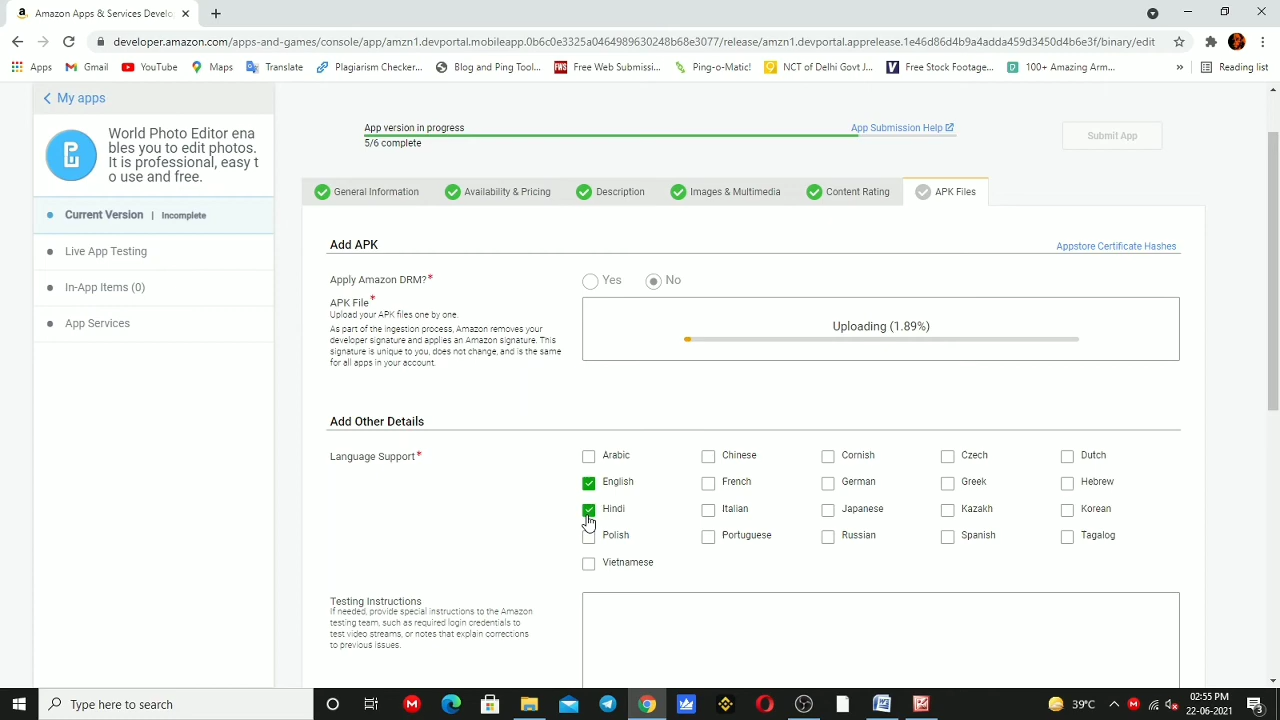 Amazon Apps & Services Develo
developer.amazon.com/apps-and-games/console/app/amzn1.devportal.mobileapp.0b6c0e3325a0464989630248b68e3077/release/amzn1.devportal.apprelease.1e46d86d4b9a4adda459d3450d4b6e3f/binary/edit
Apps Gmail YouTube Maps Translate Plagiarism Checker... Blog and Ping Tool... Free Web Submissi... Ping-o-Matic! NCT of Delhi Govt J... Free Stock Footage... 100+ Amazing Arm... » Reading list
My apps
World Photo Editor ena
bles you to edit photos.
It is professional, easy t
o use and free.
Current Version | Incomplete
Live App Testing
In-App Items (0)
App Services
App version in progress
App Submission Help
5/6 complete
Submit App
General Information Availability & Pricing Description Images & Multimedia Content Rating APK Files
Add APK
Appstore Certificate Hashes
Apply Amazon DRM?* Yes No
APK File*
Upload your APK files one by one.
As part of the ingestion process, Amazon removes your
developer signature and applies an Amazon signature. This
signature is unique to you, does not change, and is the same
for all apps in your account.
Uploading (1.89%)
Add Other Details
Language Support*
Arabic Chinese Cornish Czech Dutch
English French German Greek Hebrew
Hindi Italian Japanese Kazakh Korean
Polish Portuguese Russian Spanish Tagalog
Vietnamese
Testing Instructions
If needed, provide special instructions to the Amazon
testing team, such as required login credentials to
test video streams, or notes that explain corrections
to previous issues.
Type here to search
39°C
02:55 PM
22-06-2021
3